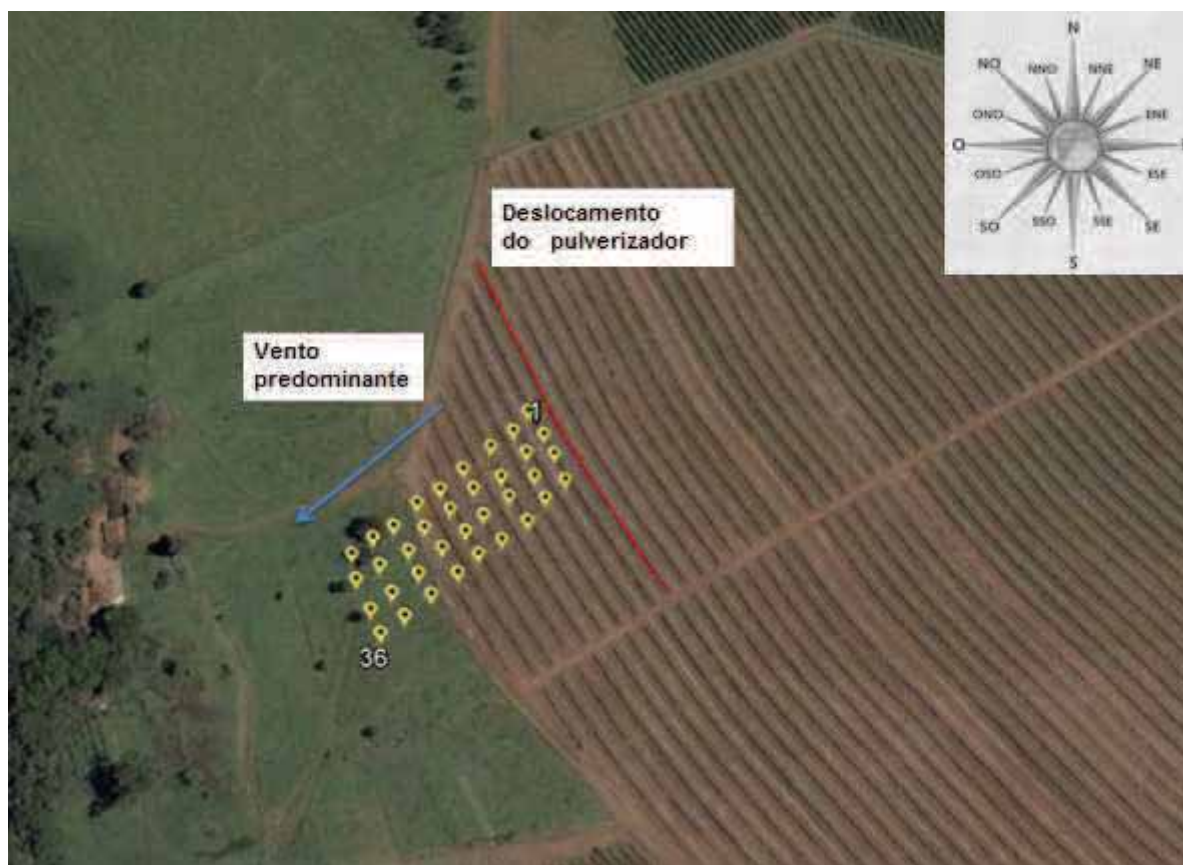 N
NO
NNO
NNE
NE
ONO
ENE
O
OSO
ESE
SO
SSO
SSE
SE
S
Deslocamento
do pulverizador
Vento
predominante
1
36